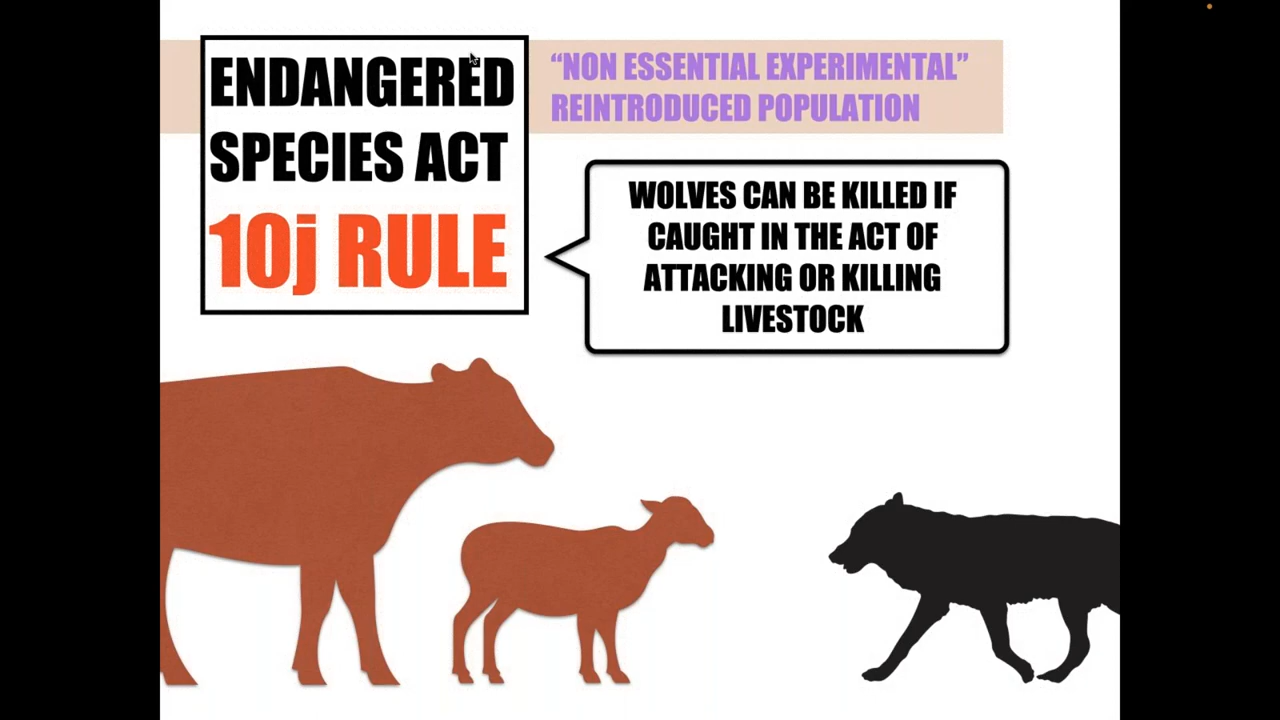 ENDANGERED
SPECIES ACT
10j RULE
“NON ESSENTIAL EXPERIMENTAL”
REINTRODUCED POPULATION
WOLVES CAN BE KILLED IF
CAUGHT IN THE ACT OF
ATTACKING OR KILLING
LIVESTOCK